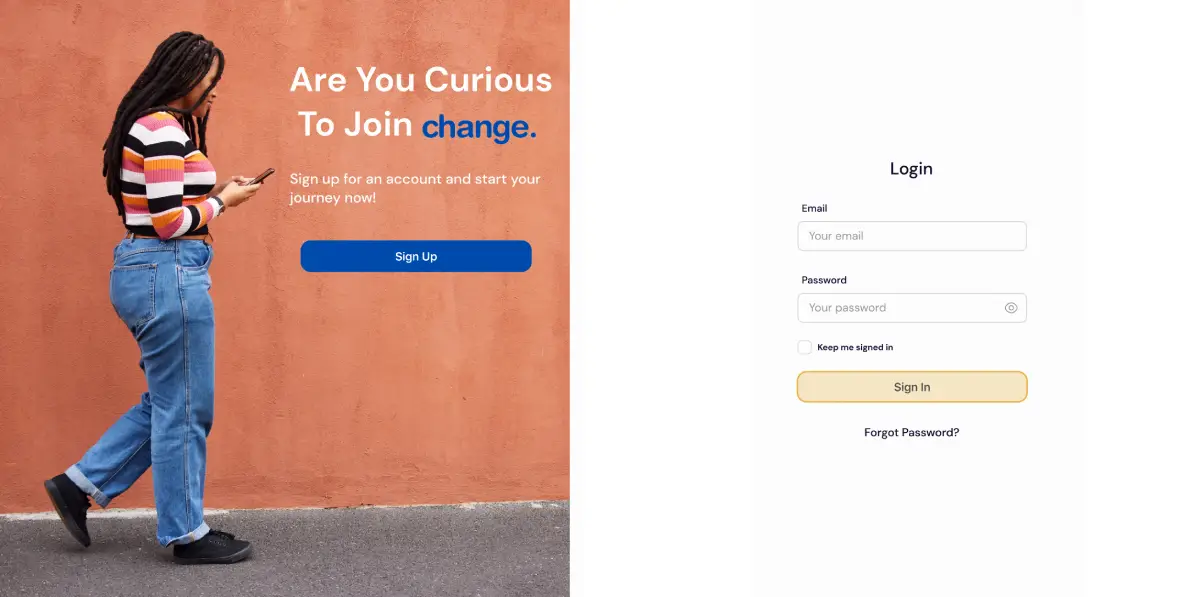 Are You Curious
To Join change.
Sign up for an account and start your
journey now!
Sign Up
Login
Email
Your email
Password
Your password
Keep me signed in
Sign In
Forgot Password?